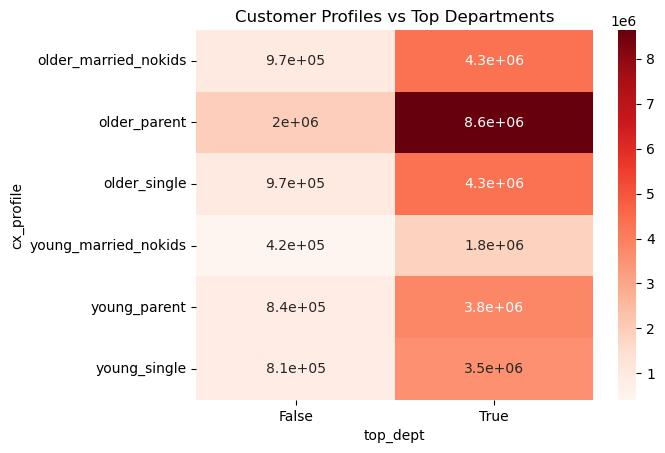 Customer Profiles vs Top Departments
1e6
cx_profile
older_married_nokids 9.7e+05 4.3e+06
older_parent 2e+06 8.6e+06
older_single 9.7e+05 4.3e+06
young_married_nokids 4.2e+05 1.8e+06
young_parent 8.4e+05 3.8e+06
young_single 8.1e+05 3.5e+06
False True
top_dept
8
7
6
5
4
3
2
1